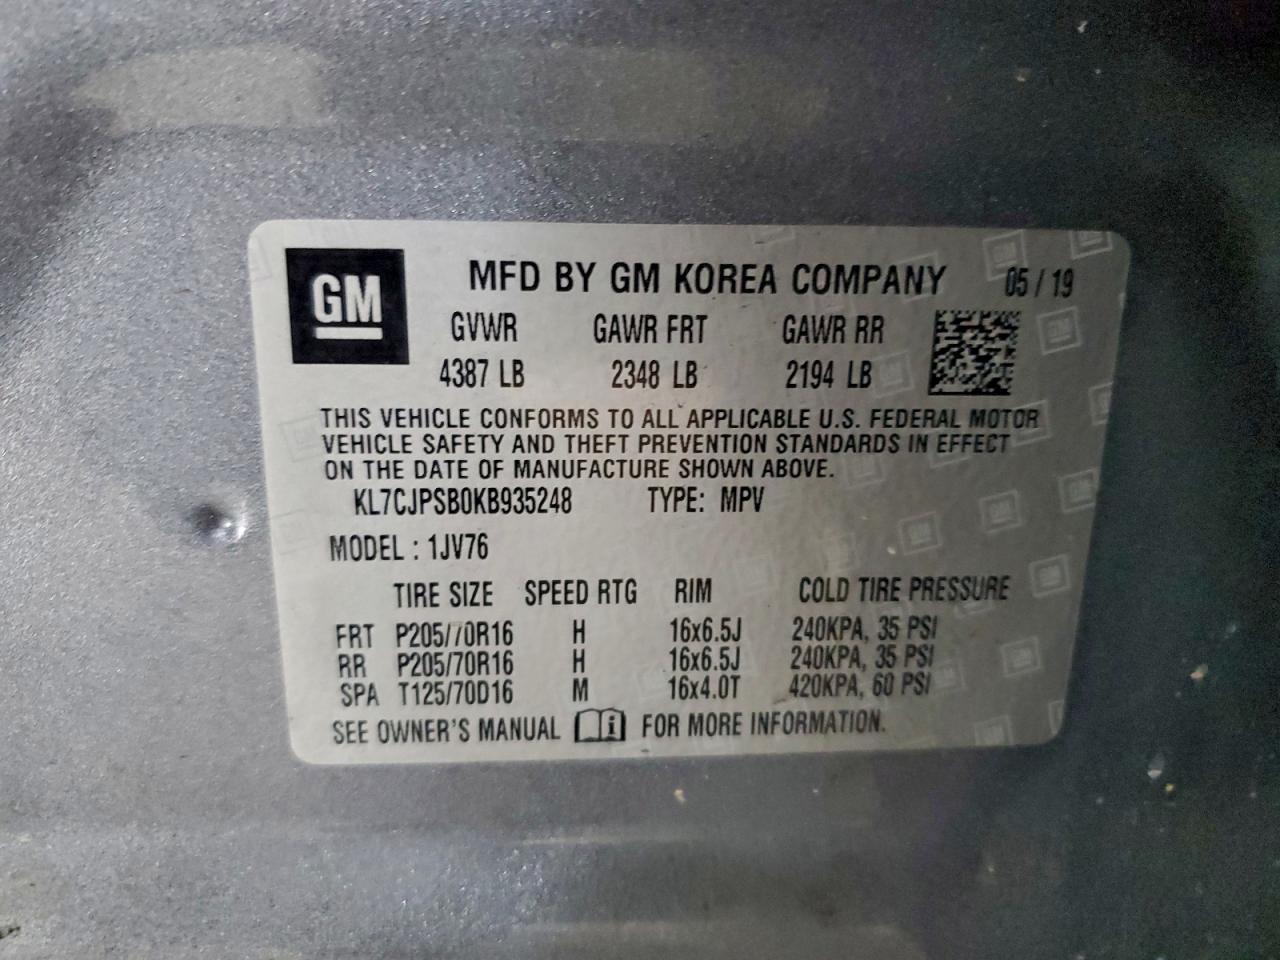 GM
MFD BY GM KOREA COMPANY 05 / 19
GVWR GAWR FRT GAWR RR
4387 LB 2348 LB 2194 LB
THIS VEHICLE CONFORMS TO ALL APPLICABLE U.S. FEDERAL MOTOR
VEHICLE SAFETY AND THEFT PREVENTION STANDARDS IN EFFECT
ON THE DATE OF MANUFACTURE SHOWN ABOVE.
KL7CJPSB0KB935248 TYPE: MPV
MODEL : 1JV76
TIRE SIZE SPEED RTG RIM COLD TIRE PRESSURE
FRT P205/70R16 H 16x6.5J 240KPA, 35 PSI
RR P205/70R16 H 16x6.5J 240KPA, 35 PSI
SPA T125/70D16 M 16x4.0T 420KPA, 60 PSI
SEE OWNER'S MANUAL i FOR MORE INFORMATION.